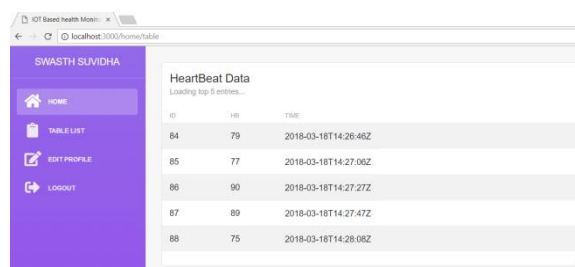 IOT Based health Monit
localhost:3000/home/table
SWASTH SUVIDHA
HOME
TABLE LIST
EDIT PROFILE
LOGOUT
HeartBeat Data
Loading top 5 entries...
ID HB TIME
84 79 2018-03-18T14:26:46Z
85 77 2018-03-18T14:27:06Z
86 90 2018-03-18T14:27:27Z
87 89 2018-03-18T14:27:47Z
88 75 2018-03-18T14:28:08Z